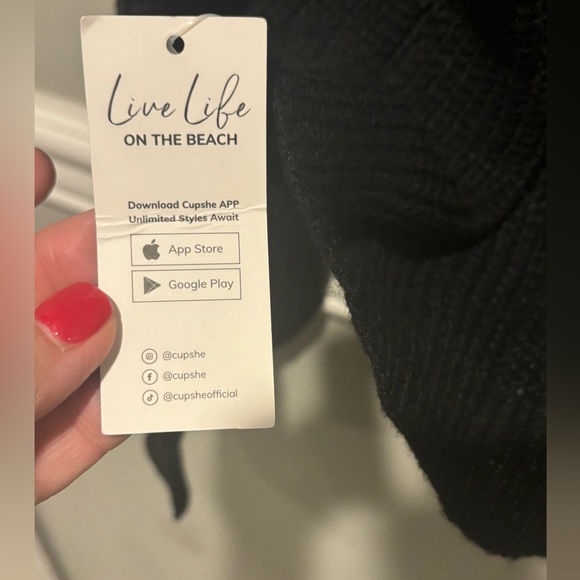 Live Life
ON THE BEACH
Download Cupshe APP
Unlimited Styles Await
App Store
Google Play
@cupshe
@cupshe
@cupsheofficial